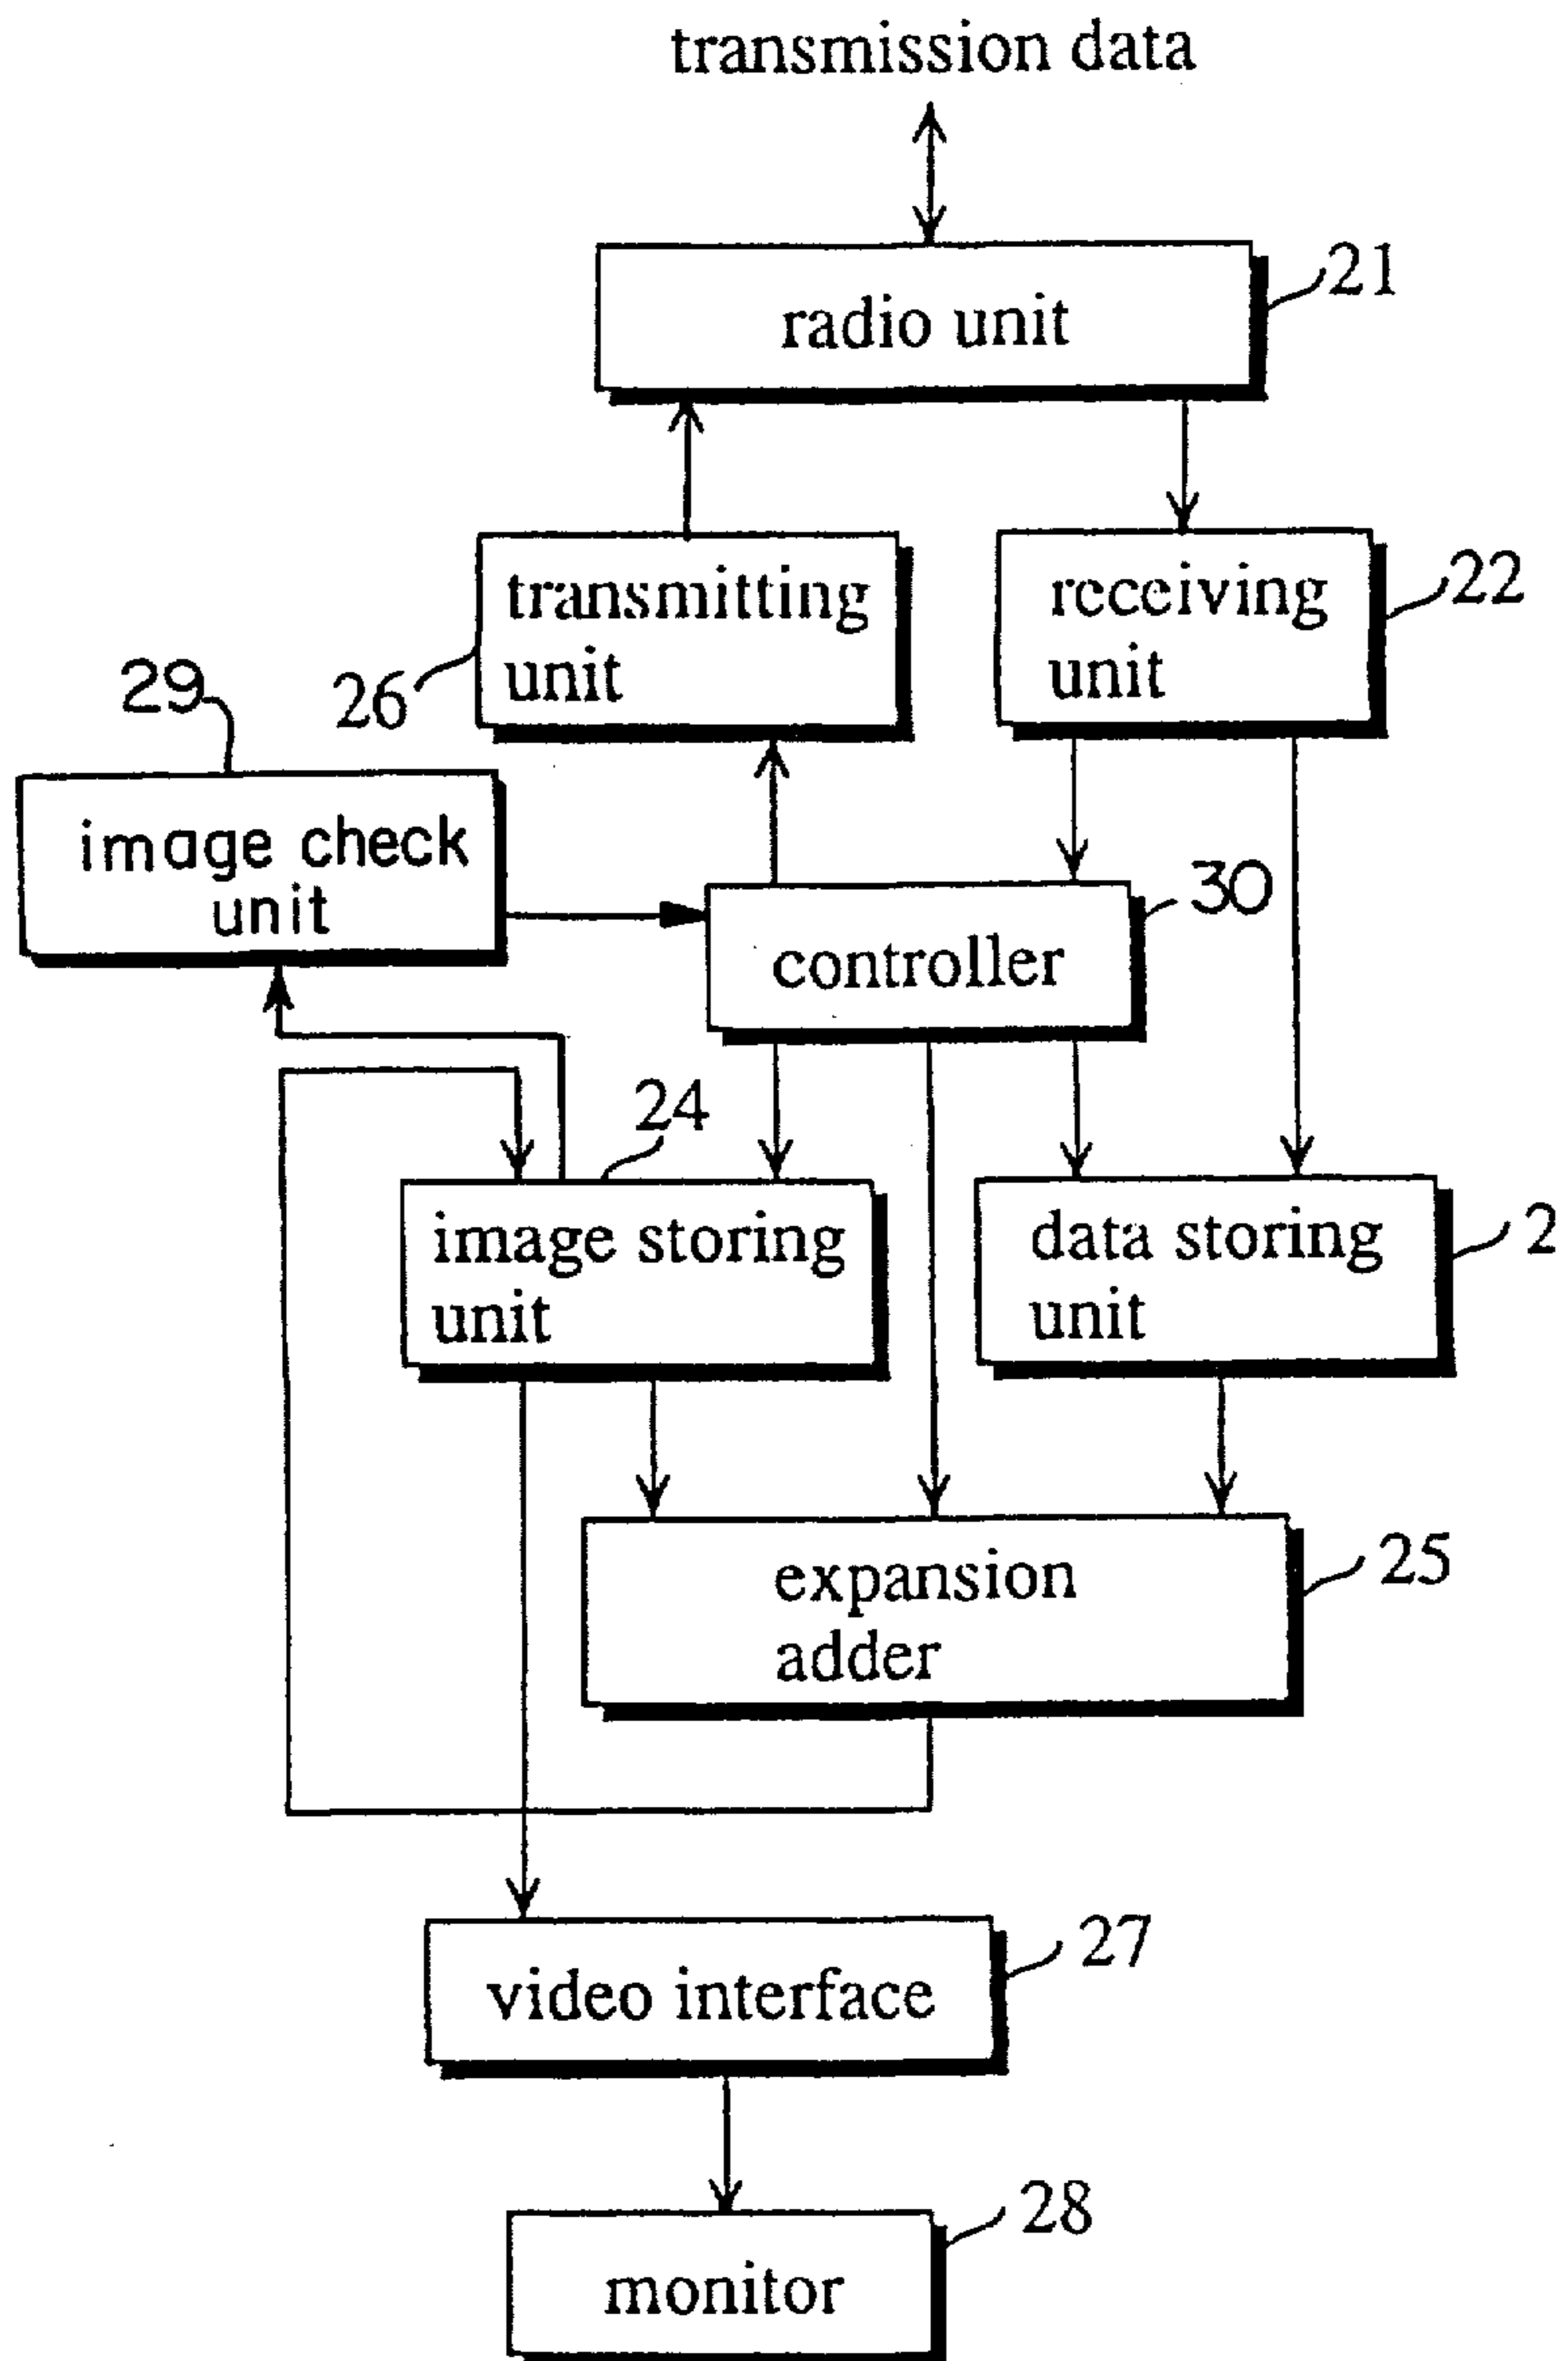 transmission data
radio unit
21
transmitting
unit
26
receiving
unit
22
29
image check
unit
controller
30
24
image storing
unit
data storing
unit
2
expansion
adder
25
video interface
27
monitor
28